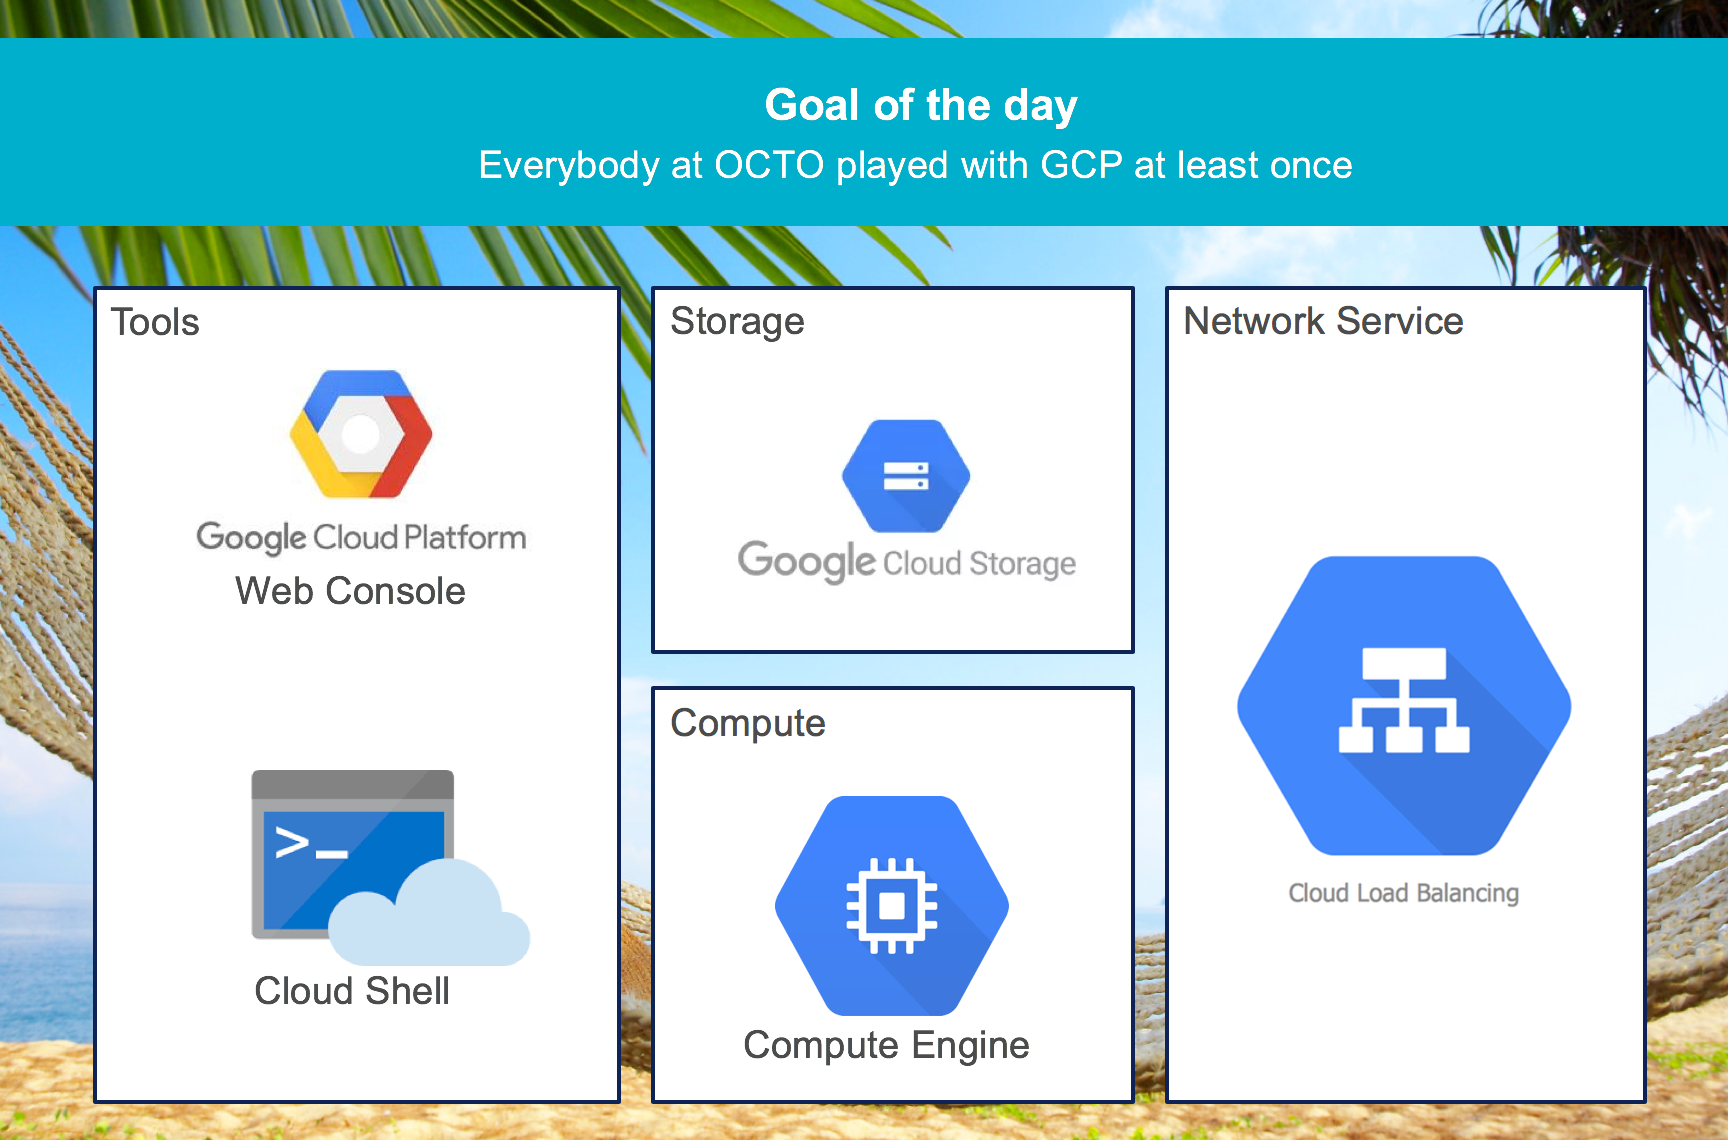 Goal of the day
Everybody at OCTO played with GCP at least once
Tools
Google Cloud Platform
Web Console
>_
Cloud Shell
Storage
Google Cloud Storage
Compute
Compute Engine
Network Service
Cloud Load Balancing